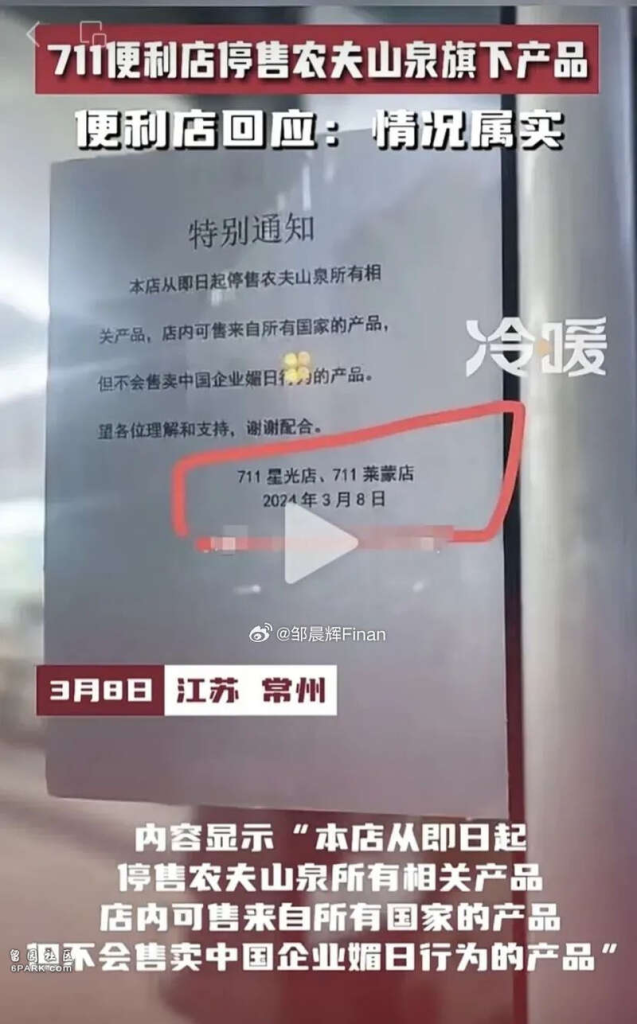 711便利店停售农夫山泉旗下产品
便利店回应：情况属实
特别通知
本店从即日起停售农夫山泉所有相
关产品，店内可售来自所有国家的产品，
但不会售卖中国企业媚日行为的产品。
望各位理解和支持，谢谢配合。
711 星光店、711 莱蒙店
2024 年 3 月 8 日
冷暖
@邹晨辉Finan
3月8日 江苏 常州
内容显示“本店从即日起
停售农夫山泉所有相关产品
店内可售来自所有国家的产品
但不会售卖中国企业媚日行为的产品”
留园社区
6PARK.com